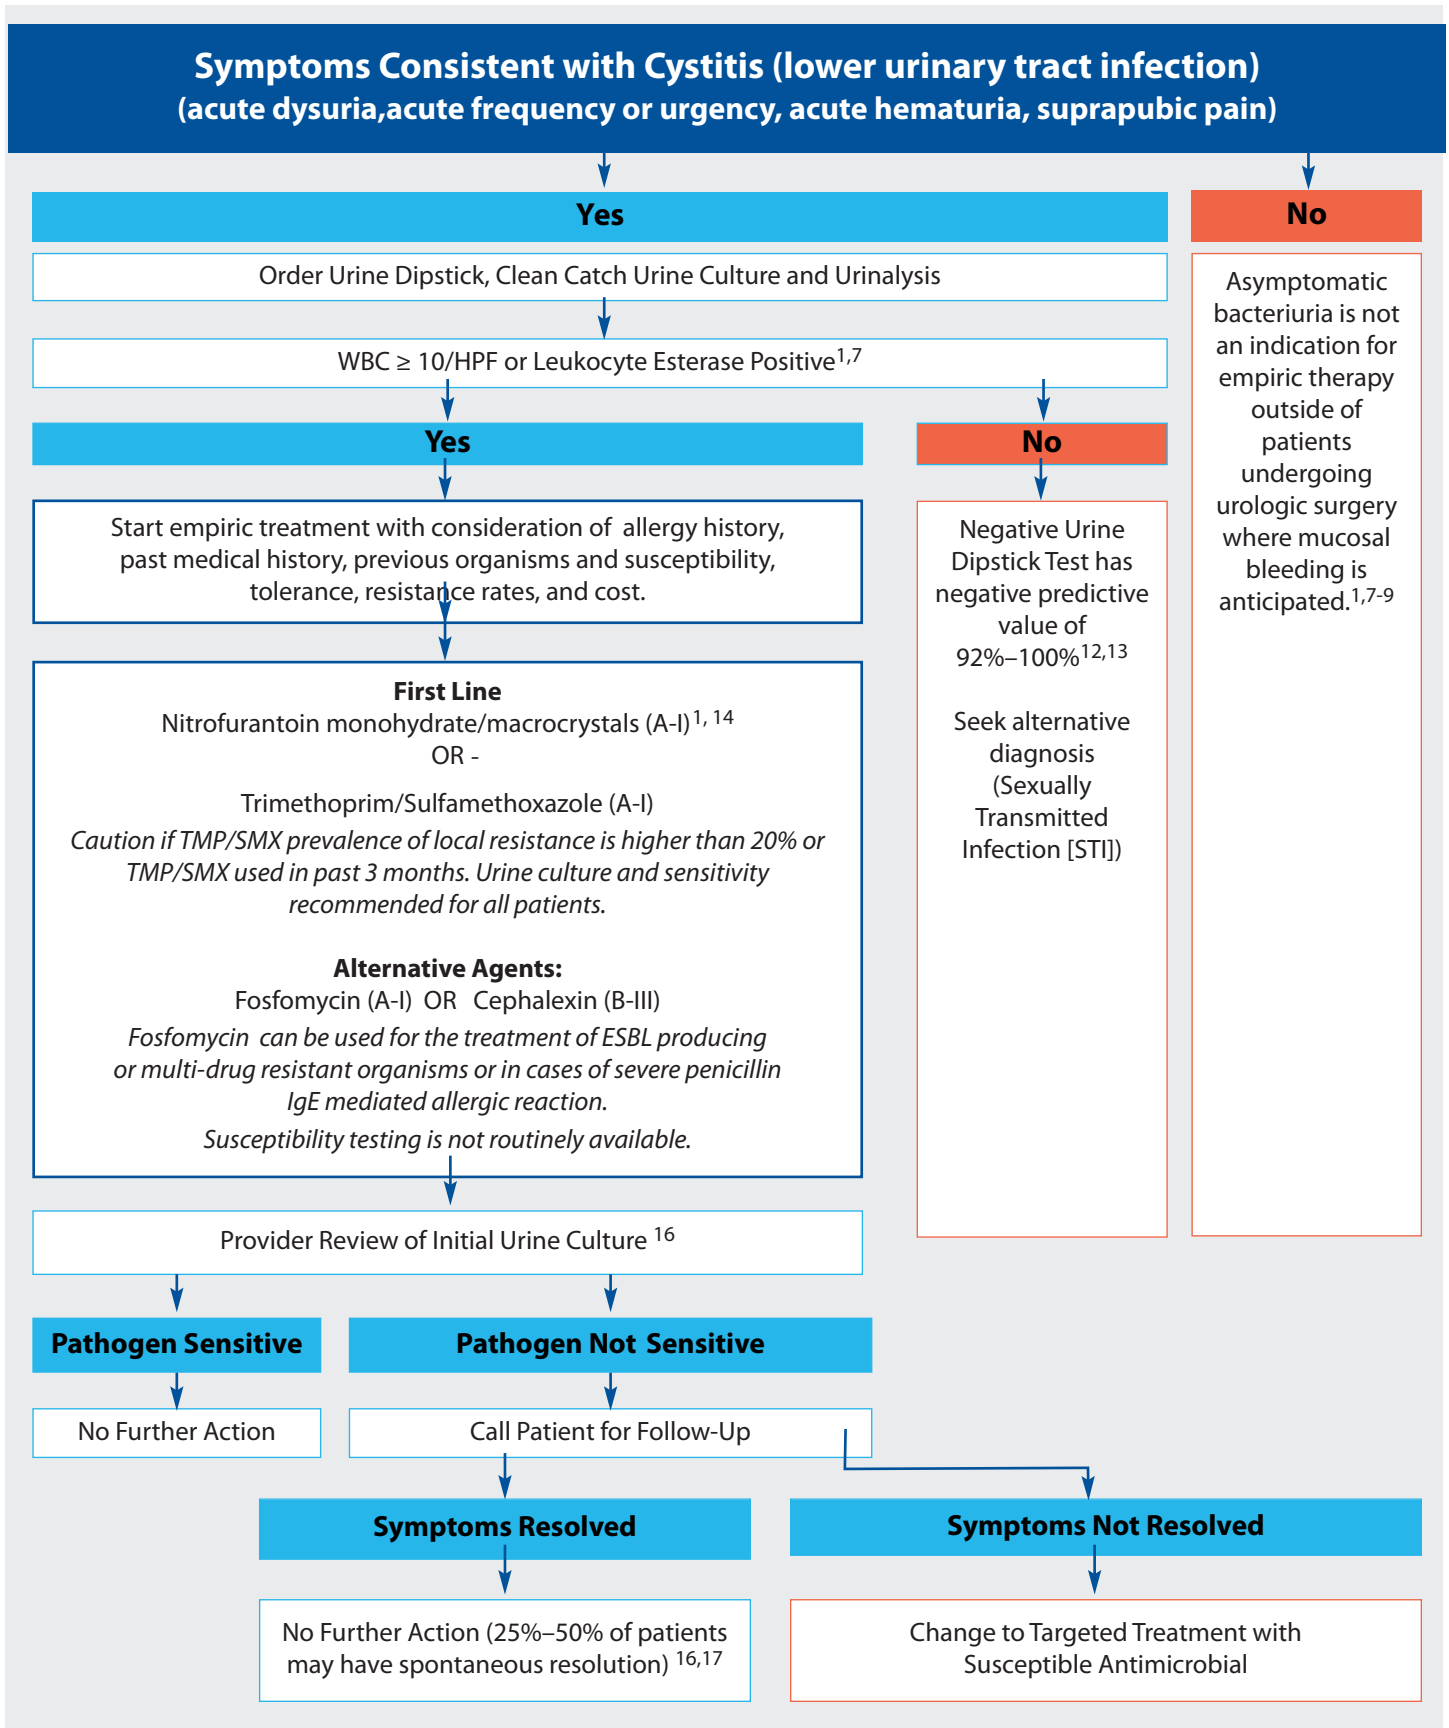 Symptoms Consistent with Cystitis (lower urinary tract infection)
(acute dysuria,acute frequency or urgency, acute hematuria, suprapubic pain)
Yes
No
Order Urine Dipstick, Clean Catch Urine Culture and Urinalysis
WBC ≥ 10/HPF or Leukocyte Esterase Positive1,7
Yes
No
Start empiric treatment with consideration of allergy history,
past medical history, previous organisms and susceptibility,
tolerance, resistance rates, and cost.
First Line
Nitrofurantoin monohydrate/macrocrystals (A-I)1, 14
OR -
Trimethoprim/Sulfamethoxazole (A-I)
Caution if TMP/SMX prevalence of local resistance is higher than 20% or
TMP/SMX used in past 3 months. Urine culture and sensitivity
recommended for all patients.
Alternative Agents:
Fosfomycin (A-I) OR Cephalexin (B-III)
Fosfomycin can be used for the treatment of ESBL producing
or multi-drug resistant organisms or in cases of severe penicillin
IgE mediated allergic reaction.
Susceptibility testing is not routinely available.
Negative Urine
Dipstick Test has
negative predictive
value of
92%–100%12,13
Seek alternative
diagnosis
(Sexually
Transmitted
Infection [STI])
Asymptomatic
bacteriuria is not
an indication for
empiric therapy
outside of
patients
undergoing
urologic surgery
where mucosal
bleeding is
anticipated.1,7-9
Provider Review of Initial Urine Culture 16
Pathogen Sensitive
Pathogen Not Sensitive
No Further Action
Call Patient for Follow-Up
Symptoms Resolved
Symptoms Not Resolved
No Further Action (25%–50% of patients
may have spontaneous resolution) 16,17
Change to Targeted Treatment with
Susceptible Antimicrobial